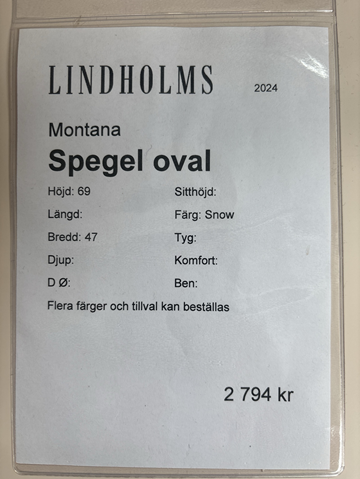 LINDHOLMS 2024
Montana
Spegel oval
Höjd: 69 Sitthöjd:
Längd: Färg: Snow
Bredd: 47 Tyg:
Djup: Komfort:
D Ø: Ben:
Flera färger och tillval kan beställas
2 794 kr